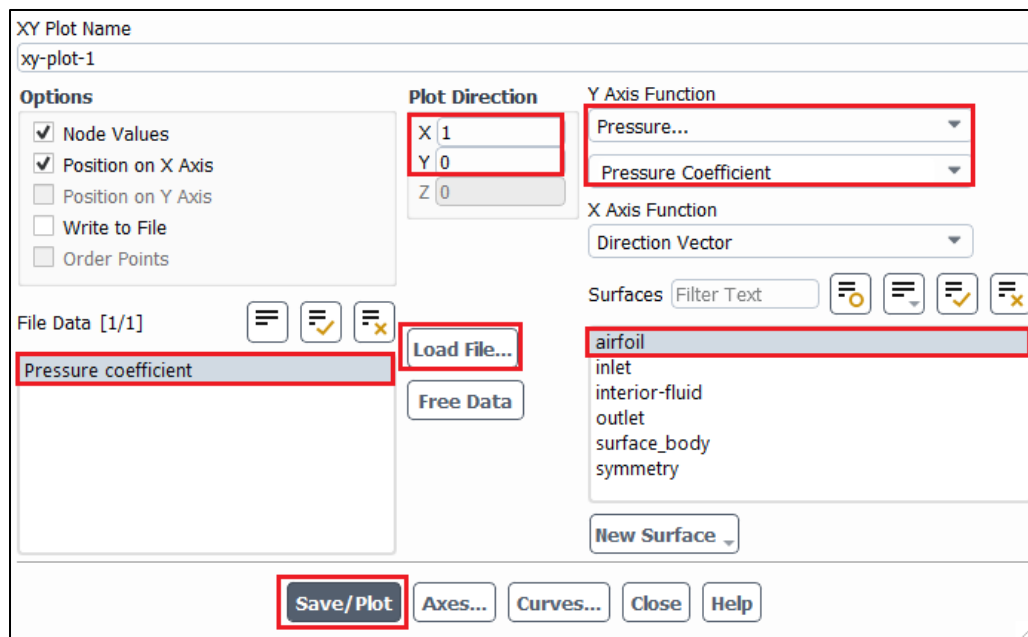 XY Plot Name
xy-plot-1
Options
Node Values
Position on X Axis
Position on Y Axis
Write to File
Order Points
Plot Direction
X 1
Y 0
Z 0
Y Axis Function
Pressure...
Pressure Coefficient
X Axis Function
Direction Vector
File Data [1/1]
Pressure coefficient
Load File...
Free Data
Surfaces Filter Text
airfoil
inlet
interior-fluid
outlet
surface_body
symmetry
New Surface
Save/Plot Axes... Curves... Close Help